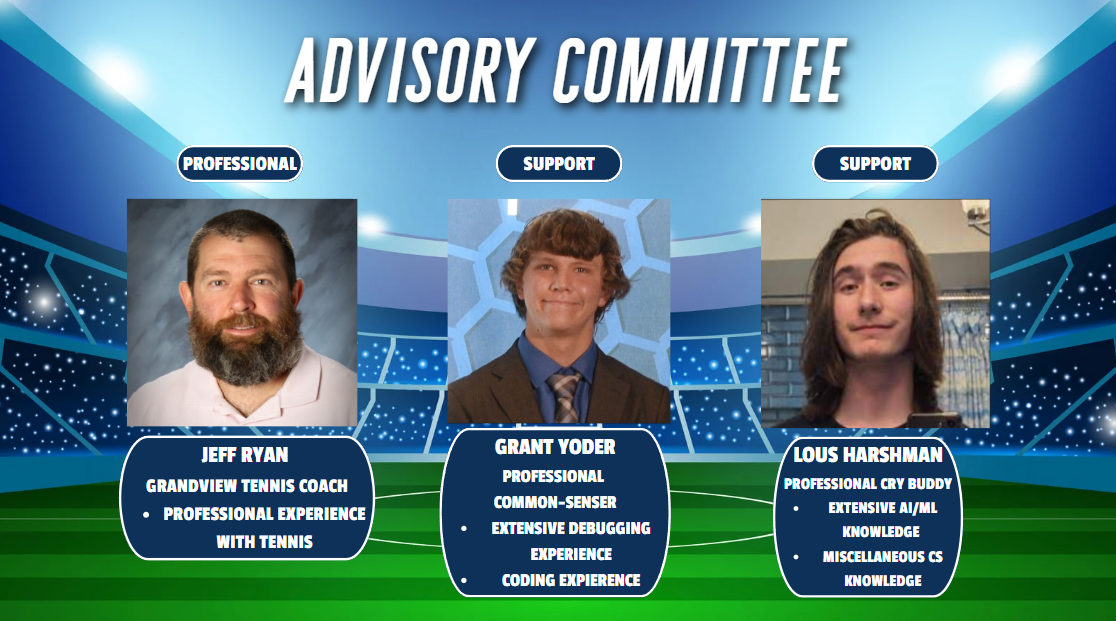 ADVISORY COMMITTEE
PROFESSIONAL
SUPPORT
SUPPORT
JEFF RYAN
GRANDVIEW TENNIS COACH
• PROFESSIONAL EXPERIENCE
WITH TENNIS
GRANT YODER
PROFESSIONAL
COMMON-SENSER
• EXTENSIVE DEBUGGING
EXPERIENCE
• CODING EXPIERENCE
LOUS HARSHMAN
PROFESSIONAL CRY BUDDY
• EXTENSIVE AI/ML
KNOWLEDGE
• MISCELLANEOUS CS
KNOWLEDGE